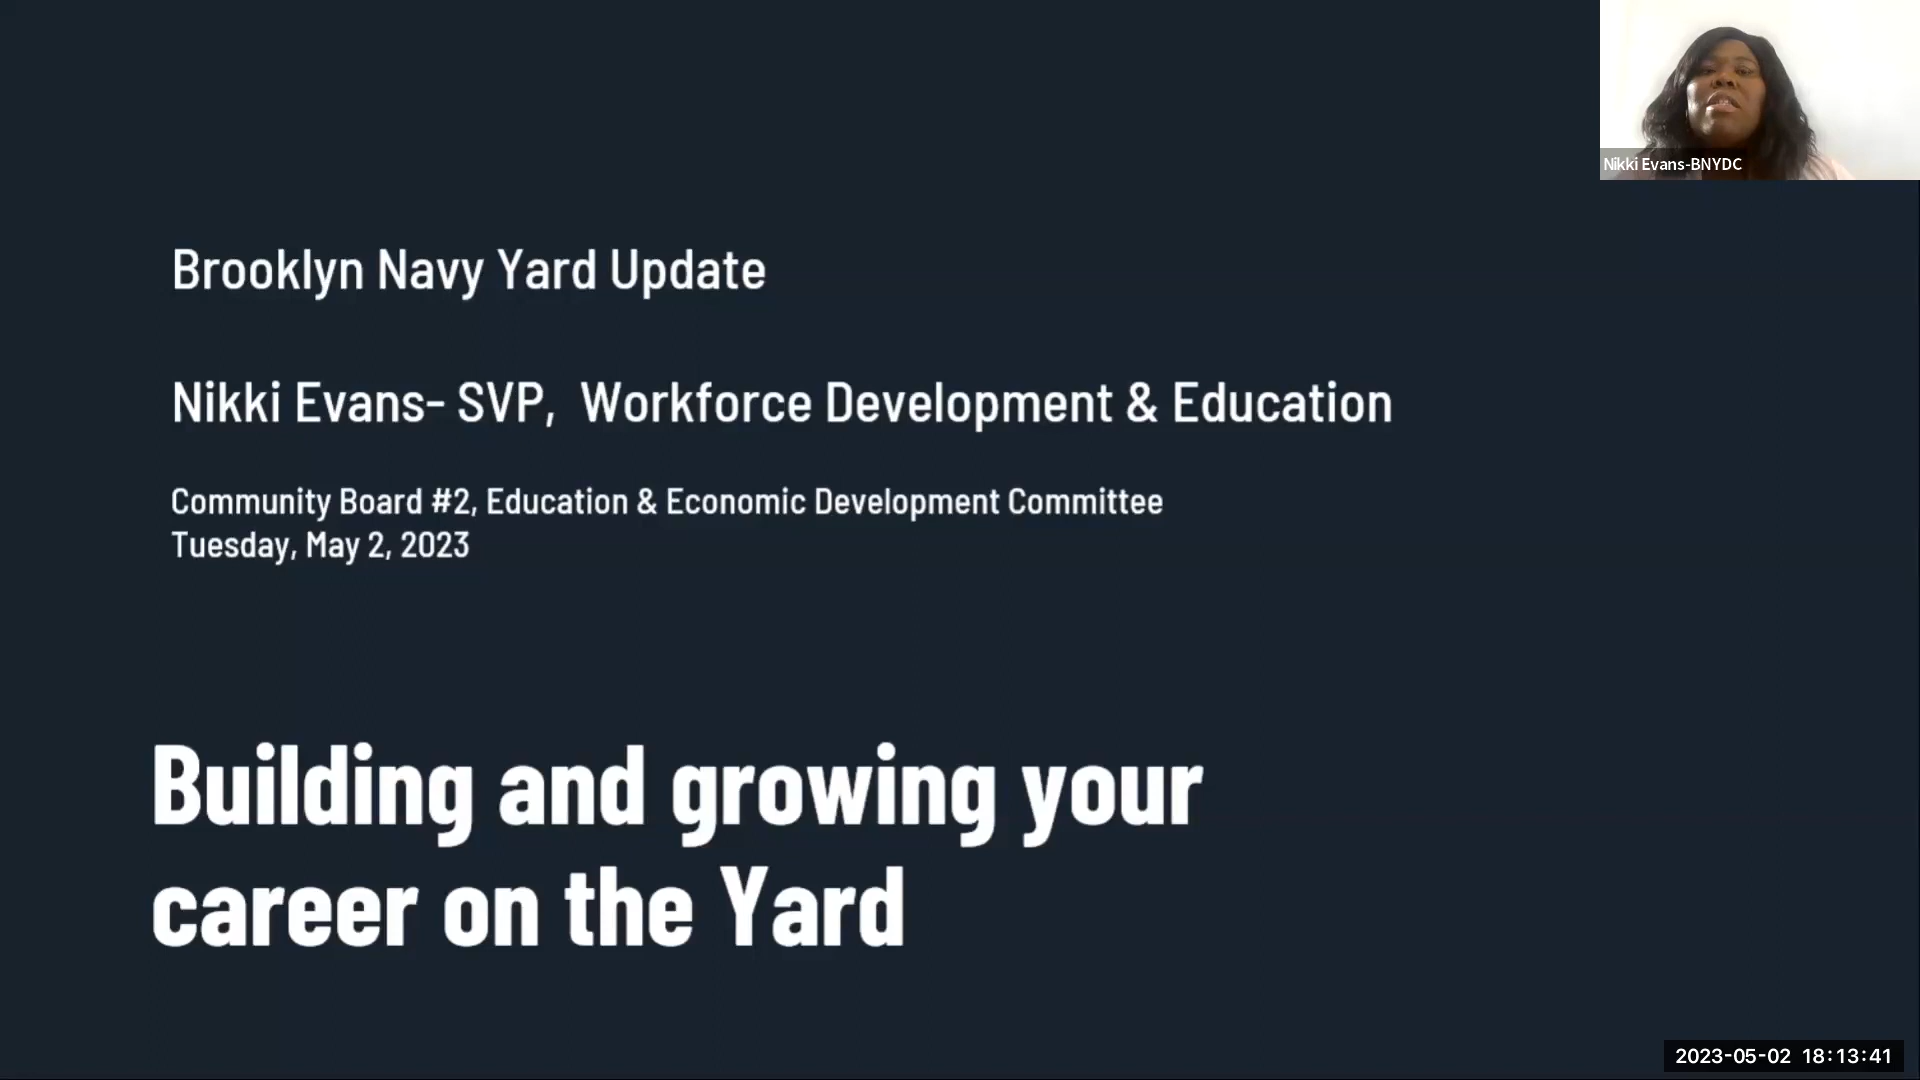 Nikki Evans-BNYDC
Brooklyn Navy Yard Update
Nikki Evans- SVP, Workforce Development & Education
Community Board #2, Education & Economic Development Committee
Tuesday, May 2, 2023
Building and growing your
career on the Yard
2023-05-02 18:13:41